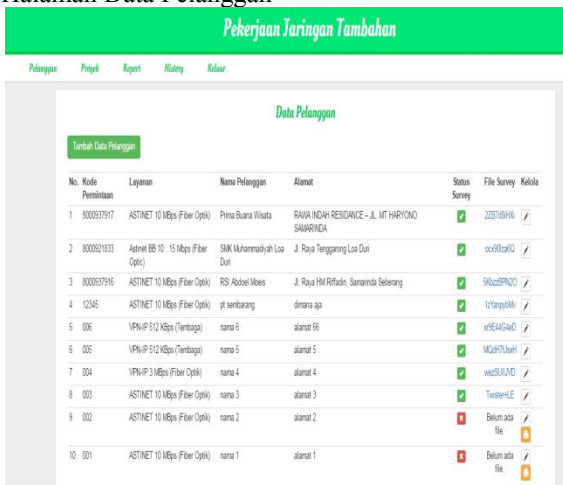 Halaman Data Pelanggan
Pekerjaan Jaringan Tambahan
Pelanggan Proyek Report History Keluar
Data Pelanggan
Tambah Data Pelanggan
No. Kode Permintaan Layanan Nama Pelanggan Alamat Status Survey File Survey Kelola
1 8000937917 ASTINET 10 MBps (Fiber Optik) Prima Buana Wisata RAWA INDAH RESIDANCE – JL. MT HARYONO SAMARINDA
2 8000921833 Astinet BB 10 : 15 Mbps (Fiber Optic) SMK Muhammadiyah Loa Duri Jl. Raya Tenggarong Loa Duri
3 8000937916 ASTINET 10 MBps (Fiber Optik) RSI Abdoel Moeis Jl. Raya HM Riffadin, Samarinda Seberang
4 12345 ASTINET 10 MBps (Fiber Optik) pt sembarang dimana aja
5 006 VPN-IP 512 KBps (Tembaga) nama 6 alamat 66
6 005 VPN-IP 512 KBps (Tembaga) nama 5 alamat 5
7 004 VPN-IP 3 MBps (Fiber Optik) nama 4 alamat 4
8 003 ASTINET 10 MBps (Fiber Optik) nama 3 alamat 3 Twister+LE
9 002 ASTINET 10 MBps (Fiber Optik) nama 2 alamat 2 Belum ada file.
10 001 ASTINET 10 MBps (Fiber Optik) nama 1 alamat 1 Belum ada file.